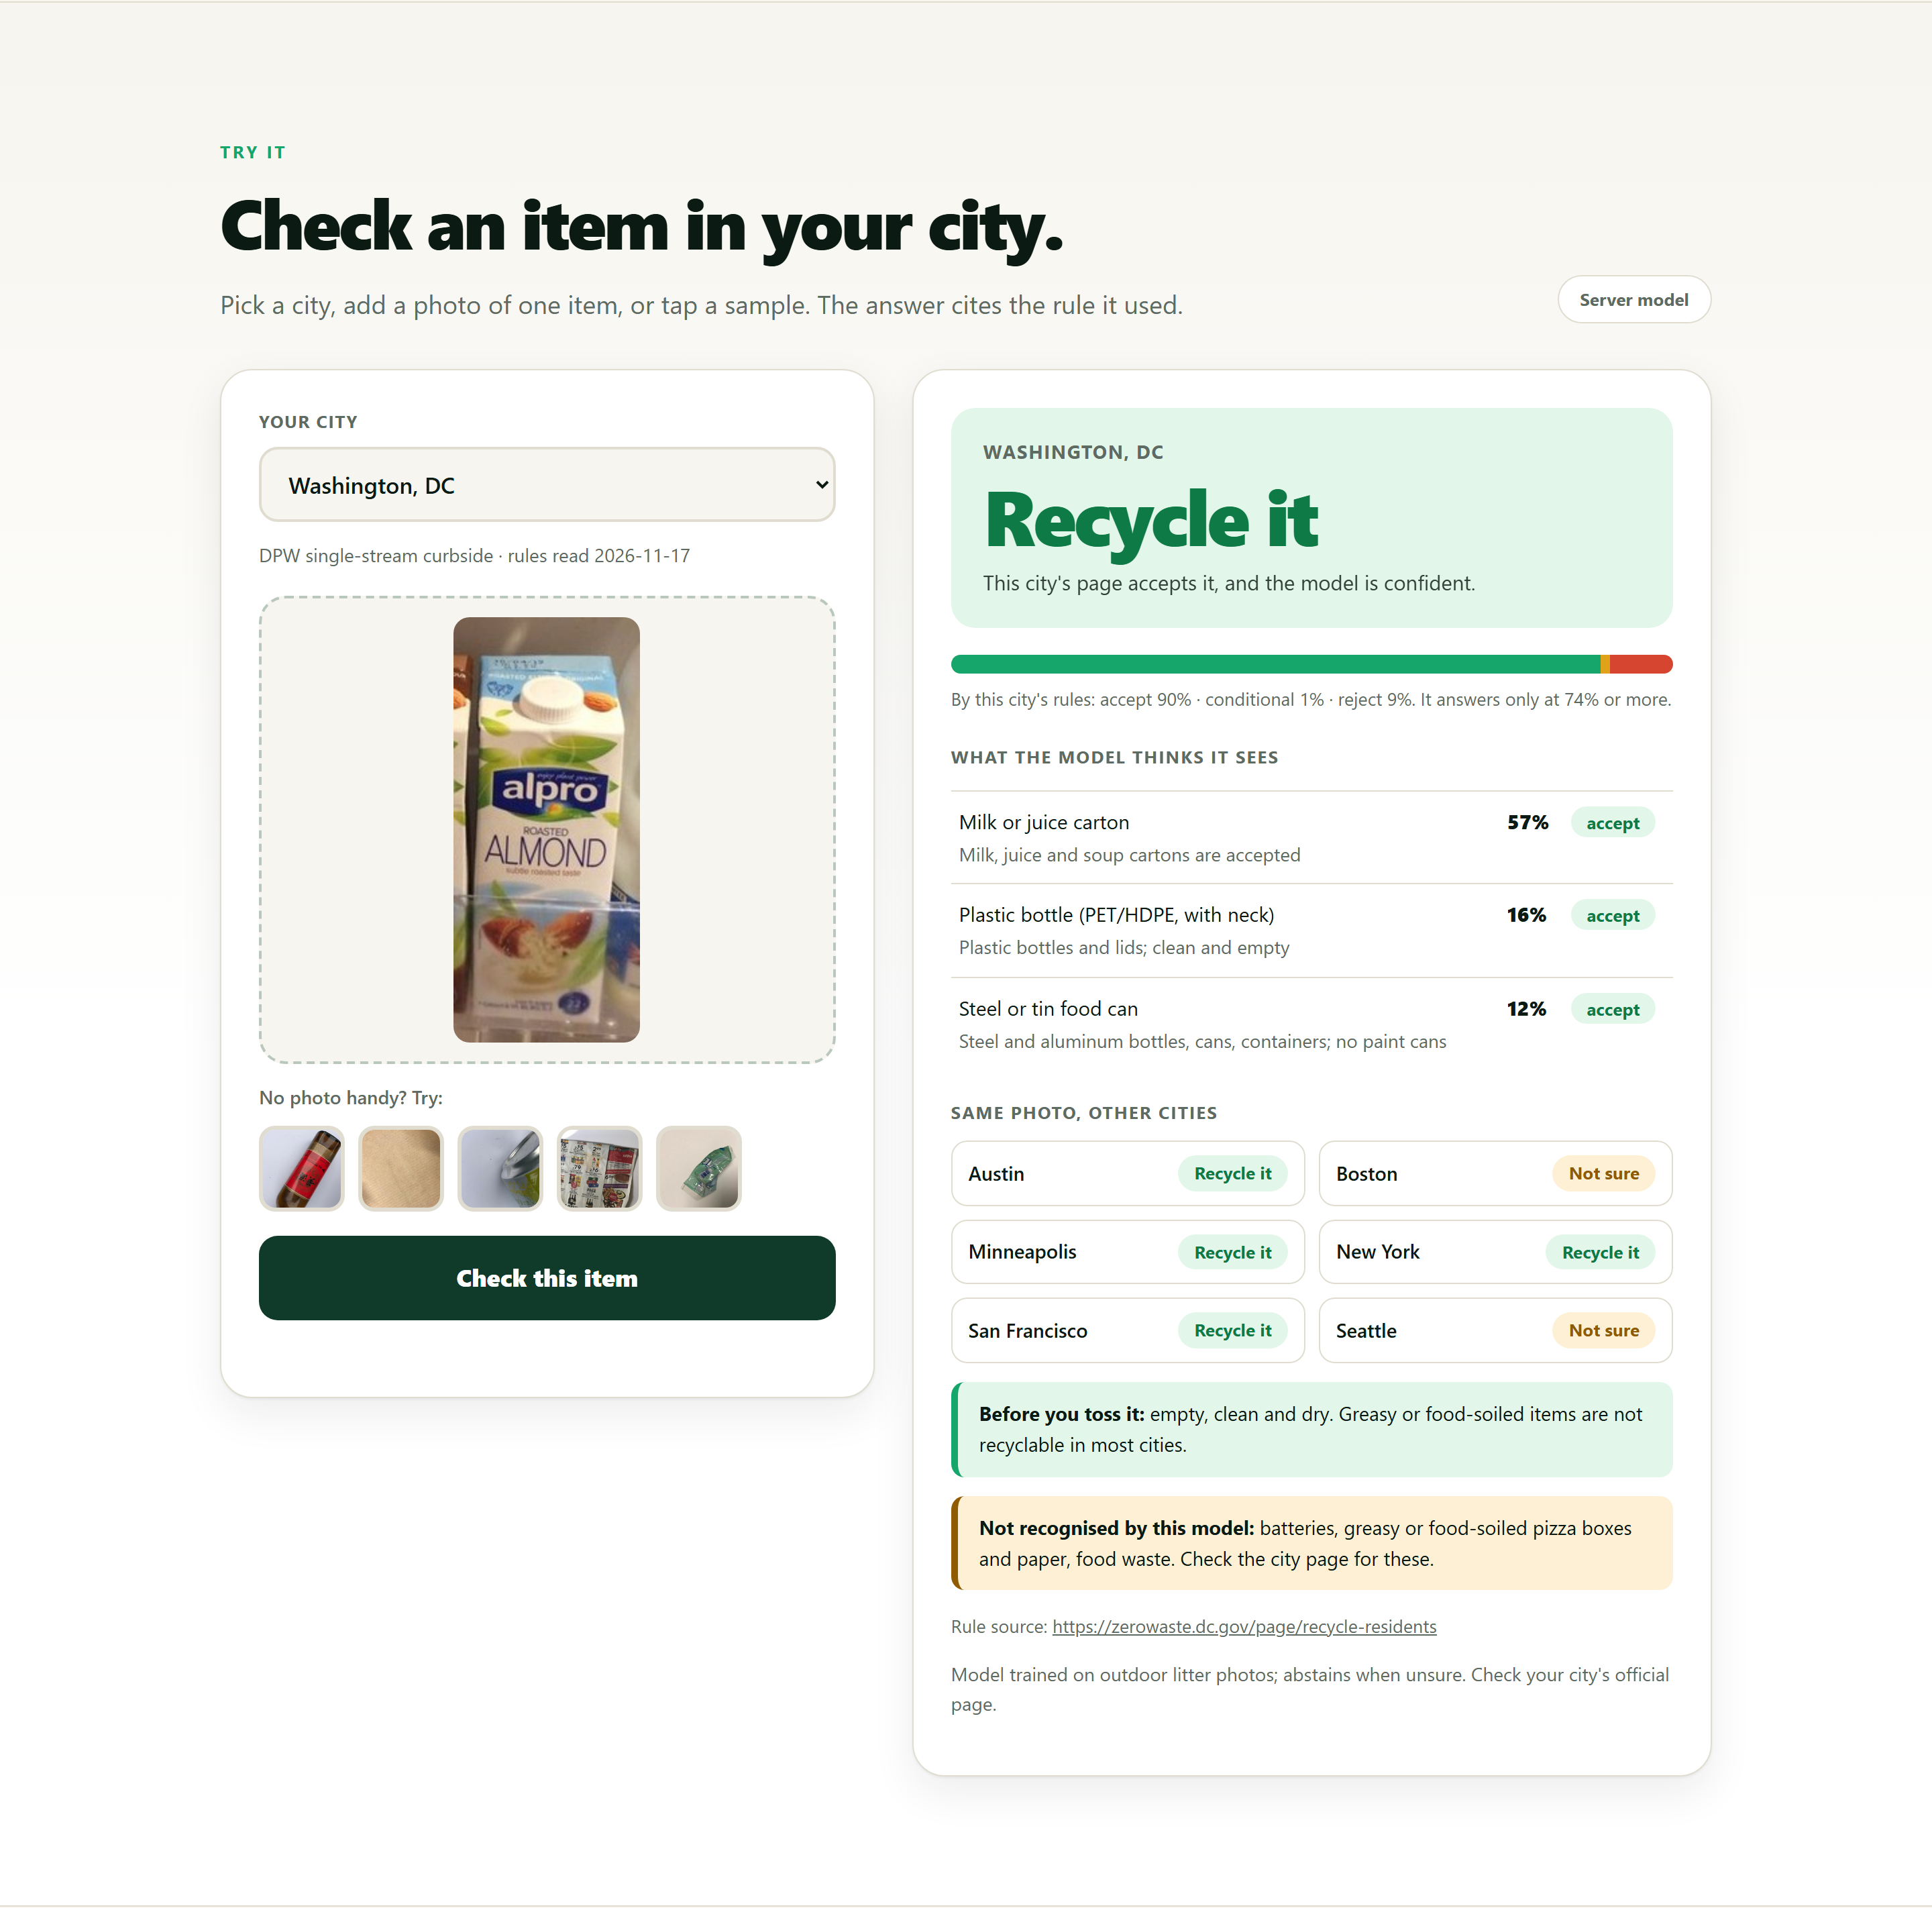 TRY IT
Check an item in your city.
Pick a city, add a photo of one item, or tap a sample. The answer cites the rule it used.
Server model
YOUR CITY
Washington, DC
DPW single-stream curbside · rules read 2026-11-17
enjoy plant power
alpro
ROASTED
ALMOND
subtle roasted taste
No photo handy? Try:
Check this item
WASHINGTON, DC
Recycle it
This city's page accepts it, and the model is confident.
By this city's rules: accept 90% · conditional 1% · reject 9%. It answers only at 74% or more.
WHAT THE MODEL THINKS IT SEES
Milk or juice carton 57% accept
Milk, juice and soup cartons are accepted
Plastic bottle (PET/HDPE, with neck) 16% accept
Plastic bottles and lids; clean and empty
Steel or tin food can 12% accept
Steel and aluminum bottles, cans, containers; no paint cans
SAME PHOTO, OTHER CITIES
Austin Recycle it Boston Not sure
Minneapolis Recycle it New York Recycle it
San Francisco Recycle it Seattle Not sure
Before you toss it: empty, clean and dry. Greasy or food-soiled items are not
recyclable in most cities.
Not recognised by this model: batteries, greasy or food-soiled pizza boxes
and paper, food waste. Check the city page for these.
Rule source: https://zerowaste.dc.gov/page/recycle-residents
Model trained on outdoor litter photos; abstains when unsure. Check your city's official
page.